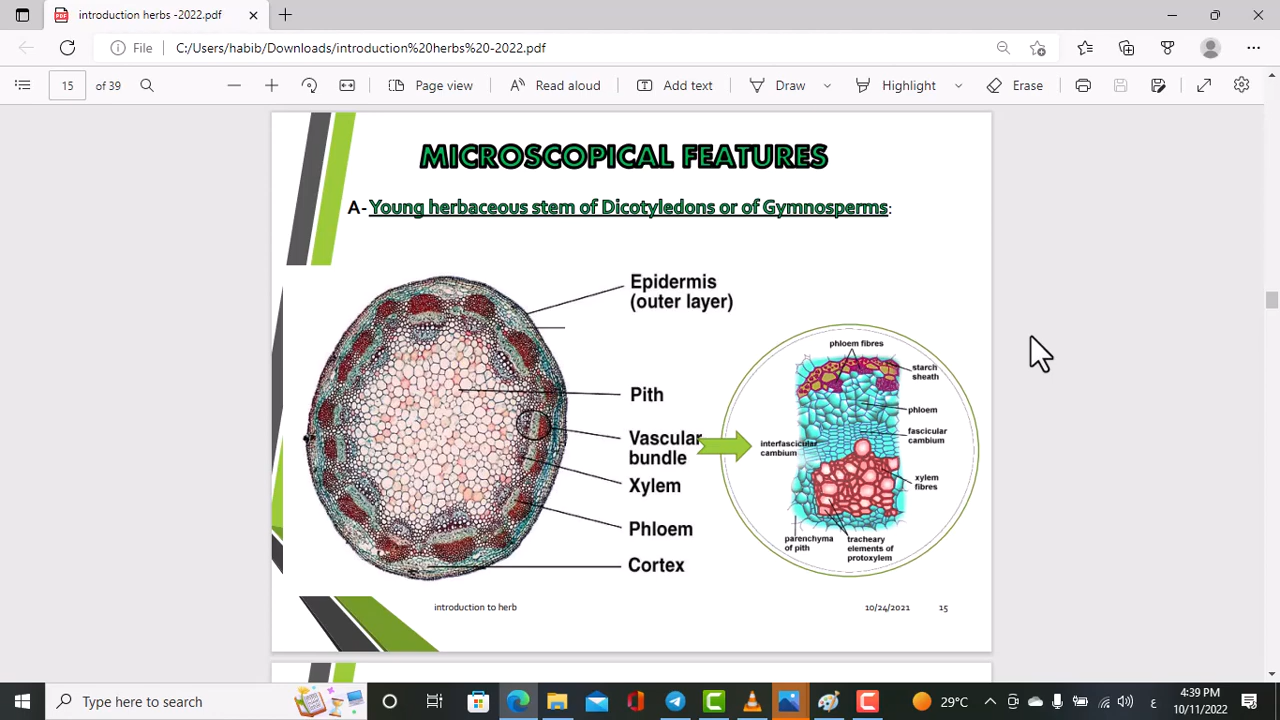 introduction herbs -2022.pdf
File C:/Users/habib/Downloads/introduction%20herbs%20-2022.pdf
15 of 39 Page view Read aloud Add text Draw Highlight Erase
MICROSCOPICAL FEATURES
A- Young herbaceous stem of Dicotyledons or of Gymnosperms:
Epidermis
(outer layer)
Pith
Vascular
bundle
Xylem
Phloem
Cortex
phloem fibres
starch
sheath
phloem
fascicular
cambium
interfascicular
cambium
xylem
fibres
parenchyma
of pith
tracheary
elements of
protoxylem
introduction to herb 10/24/2021 15
Type here to search 29°C ع 4:39 PM
10/11/2022